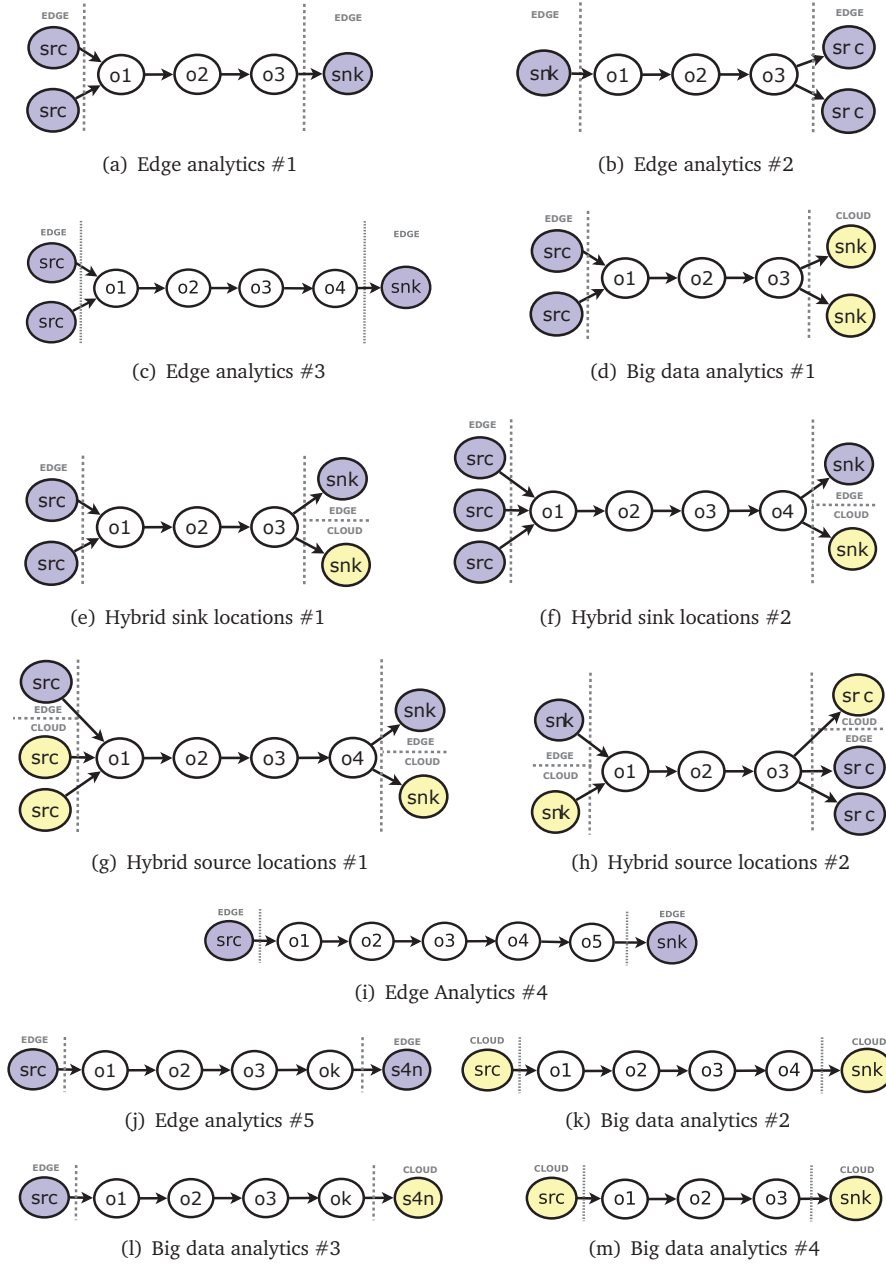 EDGE
EDGE
src
o1
o2
o3
snk
src
(a) Edge analytics #1
EDGE
EDGE
snk
o1
o2
o3
src
src
(b) Edge analytics #2
EDGE
EDGE
src
o1
o2
o3
o4
snk
src
(c) Edge analytics #3
EDGE
CLOUD
src
o1
o2
o3
snk
src
snk
(d) Big data analytics #1
EDGE
src
o1
o2
o3
snk
EDGE
CLOUD
src
snk
(e) Hybrid sink locations #1
EDGE
src
src
o1
o2
o3
o4
snk
EDGE
CLOUD
src
snk
(f) Hybrid sink locations #2
src
EDGE
CLOUD
src
o1
o2
o3
o4
snk
EDGE
CLOUD
src
snk
(g) Hybrid source locations #1
snk
EDGE
CLOUD
snk
o1
o2
o3
src
CLOUD
EDGE
src
src
(h) Hybrid source locations #2
EDGE
EDGE
src
o1
o2
o3
o4
o5
snk
(i) Edge Analytics #4
EDGE
EDGE
src
o1
o2
o3
ok
s4n
(j) Edge analytics #5
CLOUD
CLOUD
src
o1
o2
o3
o4
snk
(k) Big data analytics #2
EDGE
CLOUD
src
o1
o2
o3
ok
s4n
(l) Big data analytics #3
CLOUD
CLOUD
src
o1
o2
o3
snk
(m) Big data analytics #4